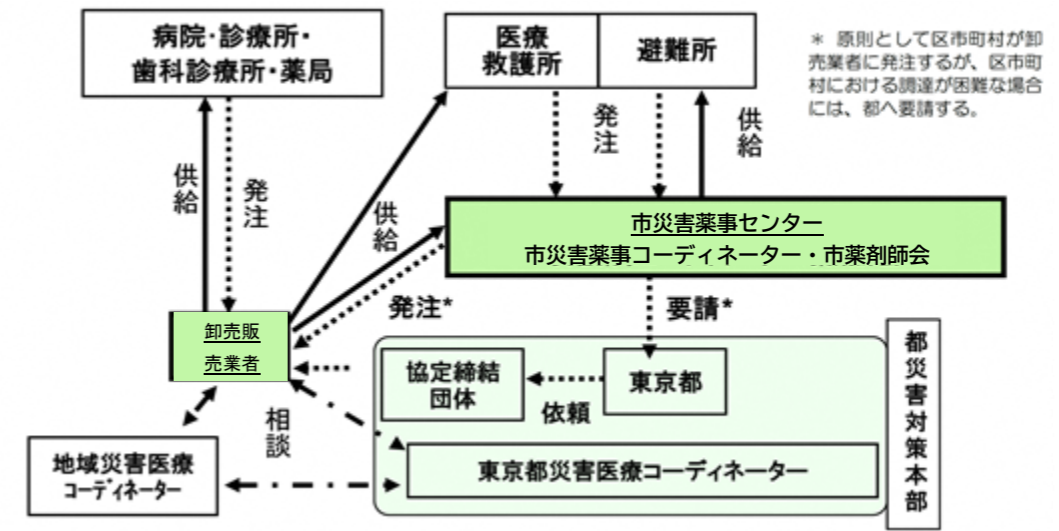 病院・診療所・
歯科診療所・薬局
医療
救護所
避難所
＊ 原則として区市町村が卸
売業者に発注するが、区市町
村における調達が困難な場合
には、都へ要請する。
供給
発注
供給
発注
供給
市災害薬事センター
市災害薬事コーディネーター・市薬剤師会
発注*
要請*
卸売販
売業者
協定締結
団体
依頼
東京都
都災害対策本部
相談
地域災害医療
コーディネーター
東京都災害医療コーディネーター